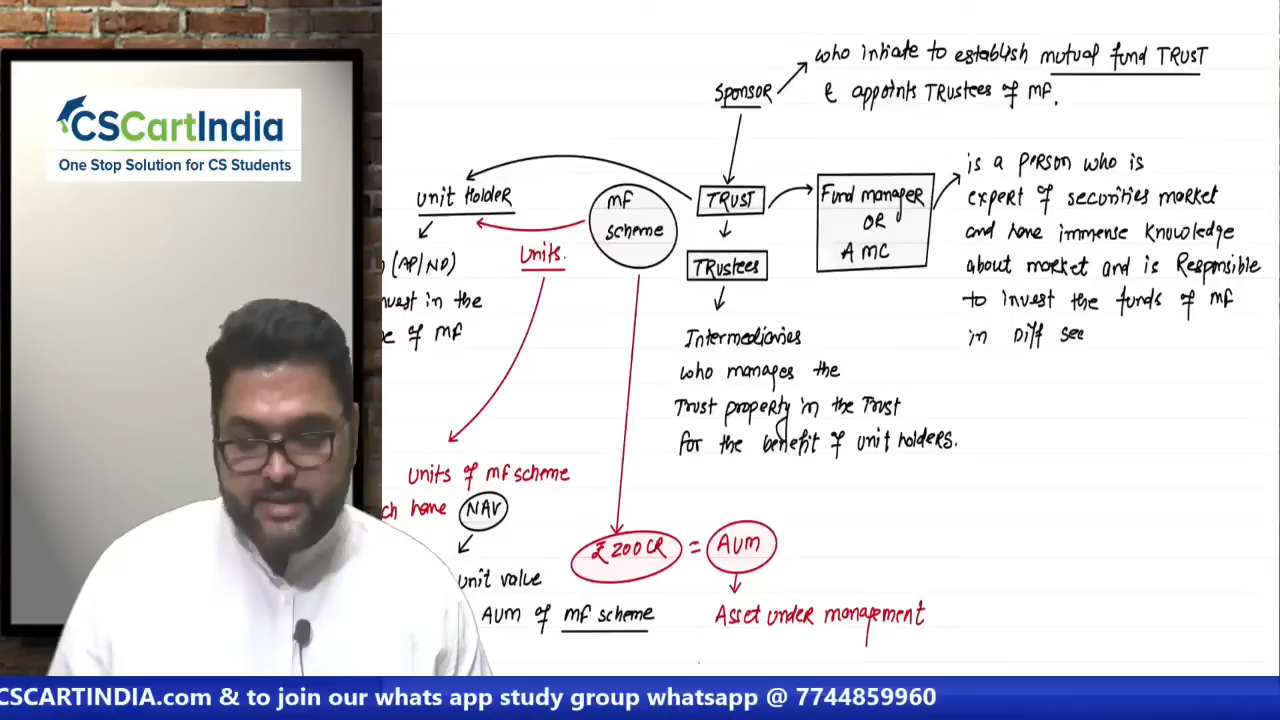 CSCartIndia
One Stop Solution for CS Students
who intiate to establish mutual fund TRUST
& appoints TRUSTEES of MF.
SPONSOR
is a person who is
expert of securities market
and have immense knowledge
about market and is Responsible
to invest the funds of MF
in Diff sec
unit Holder
MF
scheme
TRUST
Fund manager
OR
AMC
units.
TRUstees
(AP/ND)
invest in the
of MF
Intermediaries
who manages the
Trust property in the Trust
for the benefit of unit holders.
units of MF scheme
have NAV
unit value
AUM of MF scheme
₹200CR = AUM
Asset under management
CSCARTINDIA.com & to join our whats app study group whatsapp @ 7744859960